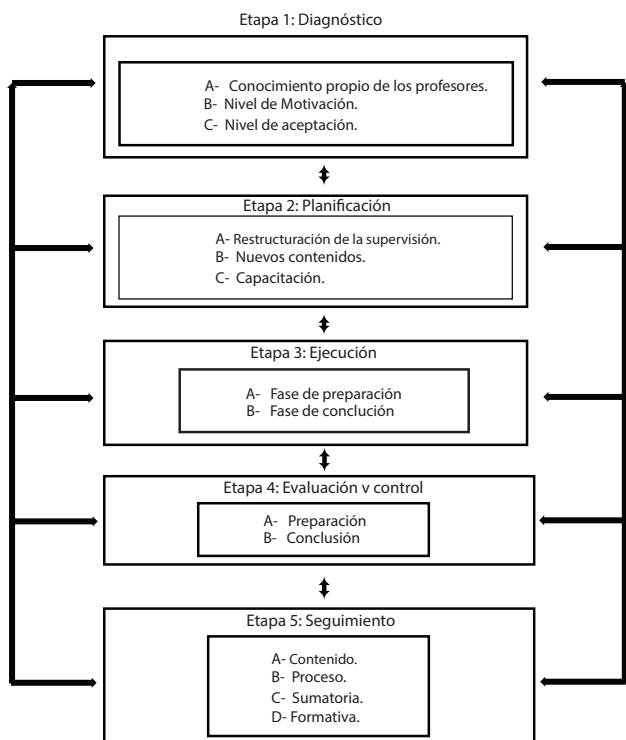 Etapa 1: Diagnóstico
A- Conocimiento propio de los profesores.
B- Nivel de Motivación.
C- Nivel de aceptación.
Etapa 2: Planificación
A- Restructuración de la supervisión.
B- Nuevos contenidos.
C- Capacitación.
Etapa 3: Ejecución
A- Fase de preparación
B- Fase de conclución
Etapa 4: Evaluación v control
A- Preparación
B- Conclusión
Etapa 5: Seguimiento
A- Contenido.
B- Proceso.
C- Sumatoria.
D- Formativa.